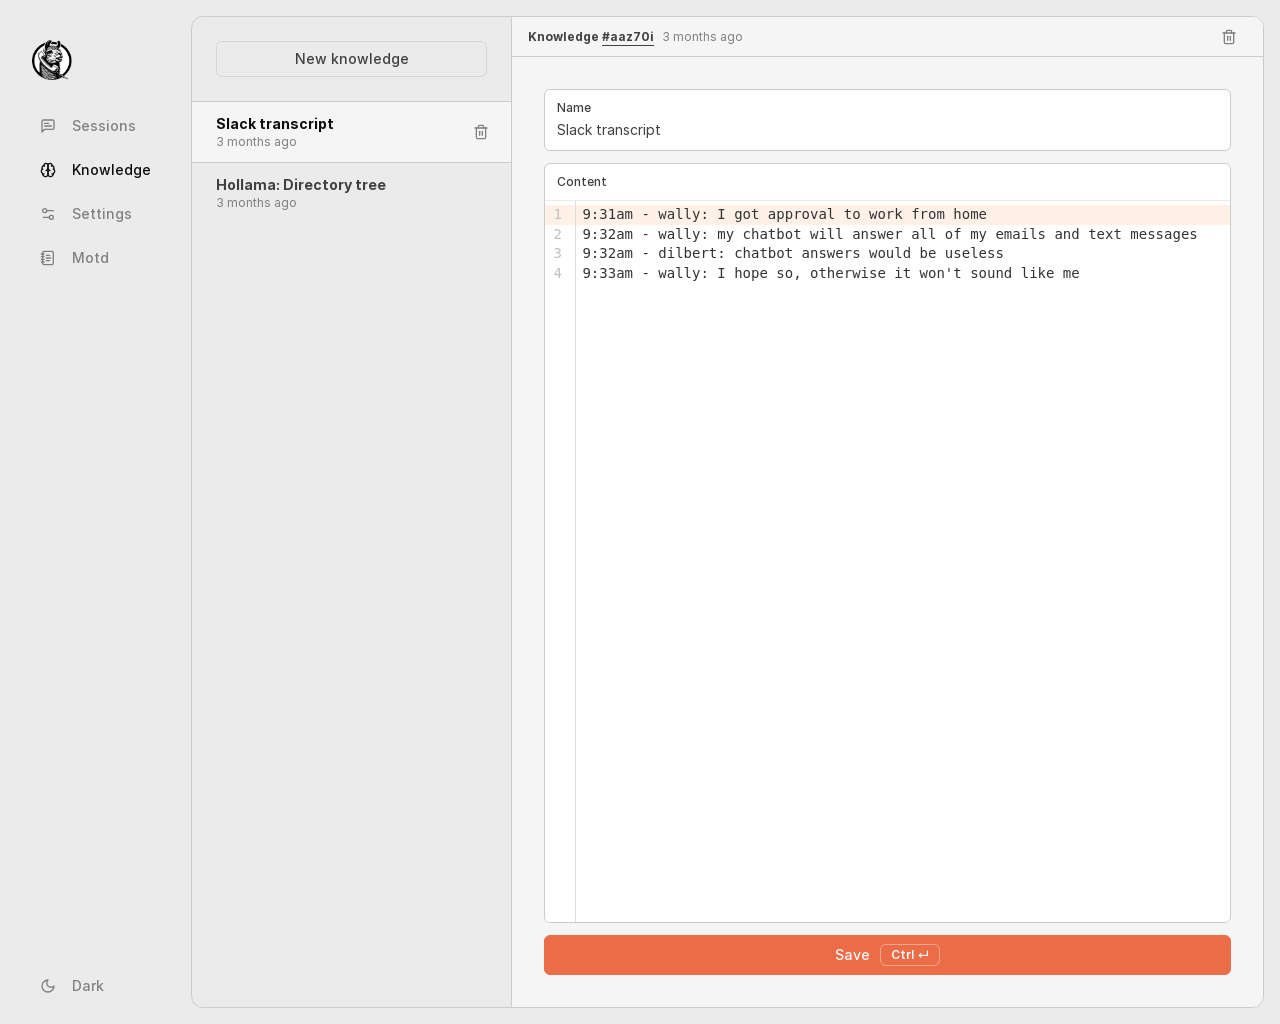 Sessions
Knowledge
Settings
Motd
Dark
New knowledge
Slack transcript
3 months ago
Hollama: Directory tree
3 months ago
Knowledge #aaz70i 3 months ago
Name
Slack transcript
Content
1 9:31am - wally: I got approval to work from home
2 9:32am - wally: my chatbot will answer all of my emails and text messages
3 9:32am - dilbert: chatbot answers would be useless
4 9:33am - wally: I hope so, otherwise it won't sound like me
Save Ctrl ↵